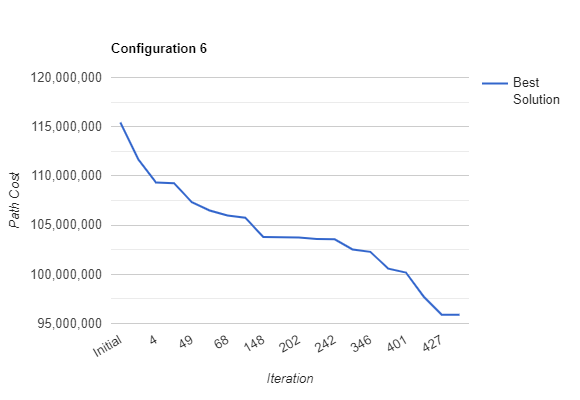 Configuration 6
120,000,000
115,000,000
110,000,000
105,000,000
100,000,000
95,000,000
Path Cost
Initial
4
49
68
148
202
242
346
401
427
Iteration
Best
Solution